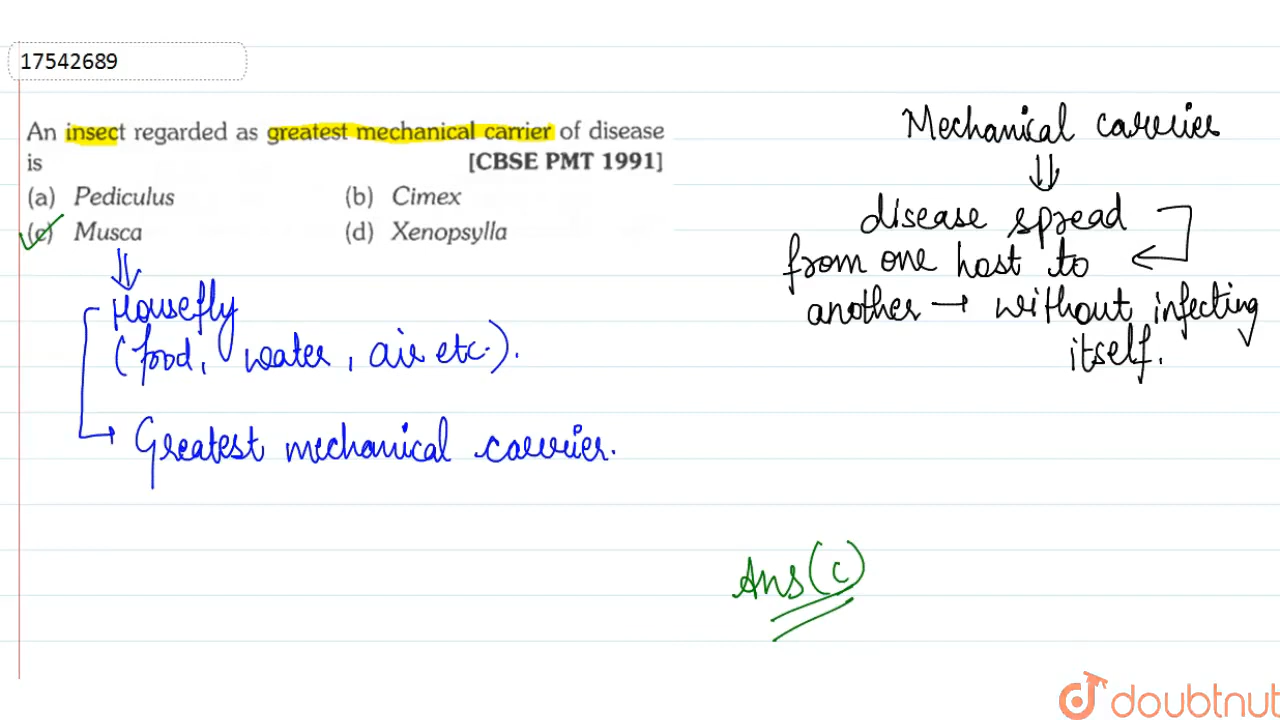 17542689
An insect regarded as greatest mechanical carrier of disease
is [CBSE PMT 1991]
(a) Pediculus (b) Cimex
(c) Musca (d) Xenopsylla
Housefly
(food, water, air etc.).
Greatest mechanical carrier.
Mechanical carrier
disease spread
from one host to
another → without infecting
itself.
Ans (c)
doubtnut